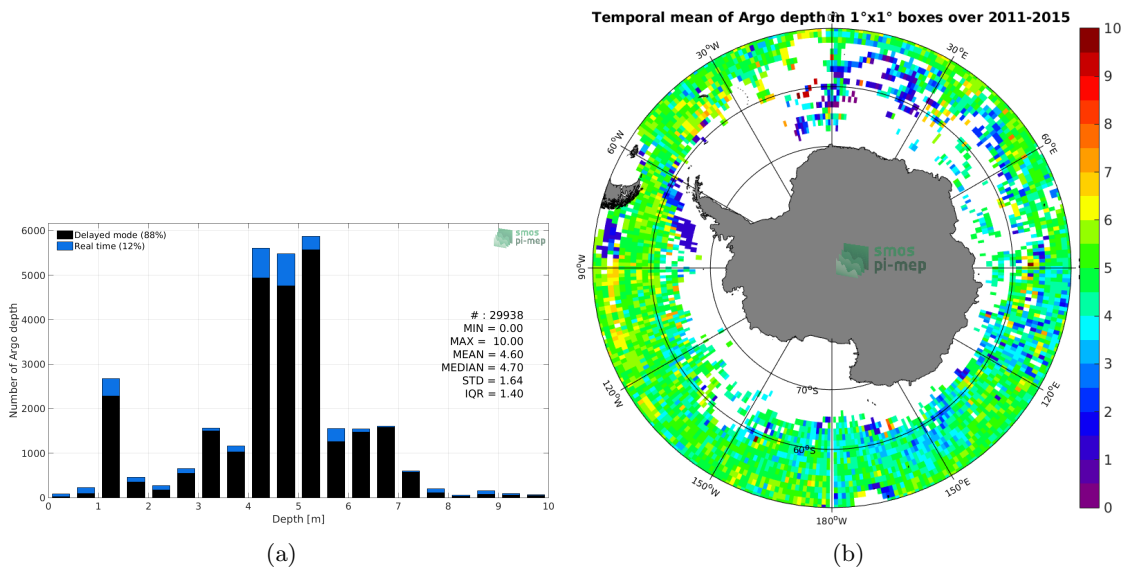 Temporal mean of Argo depth in 1°x1° boxes over 2011-2015
0°
30°W
30°E
60°W
60°E
90°W
120°W
120°E
150°W
150°E
180°W
70°S
60°S
smos
pi-mep
10
9
8
7
6
5
4
3
2
1
0
(b)
Delayed mode (88%)
Real time (12%)
smos
pi-mep
# : 29938
MIN = 0.00
MAX = 10.00
MEAN = 4.60
MEDIAN = 4.70
STD = 1.64
IQR = 1.40
Number of Argo depth
6000
5000
4000
3000
2000
1000
0
0 1 2 3 4 5 6 7 8 9 10
Depth [m]
(a)